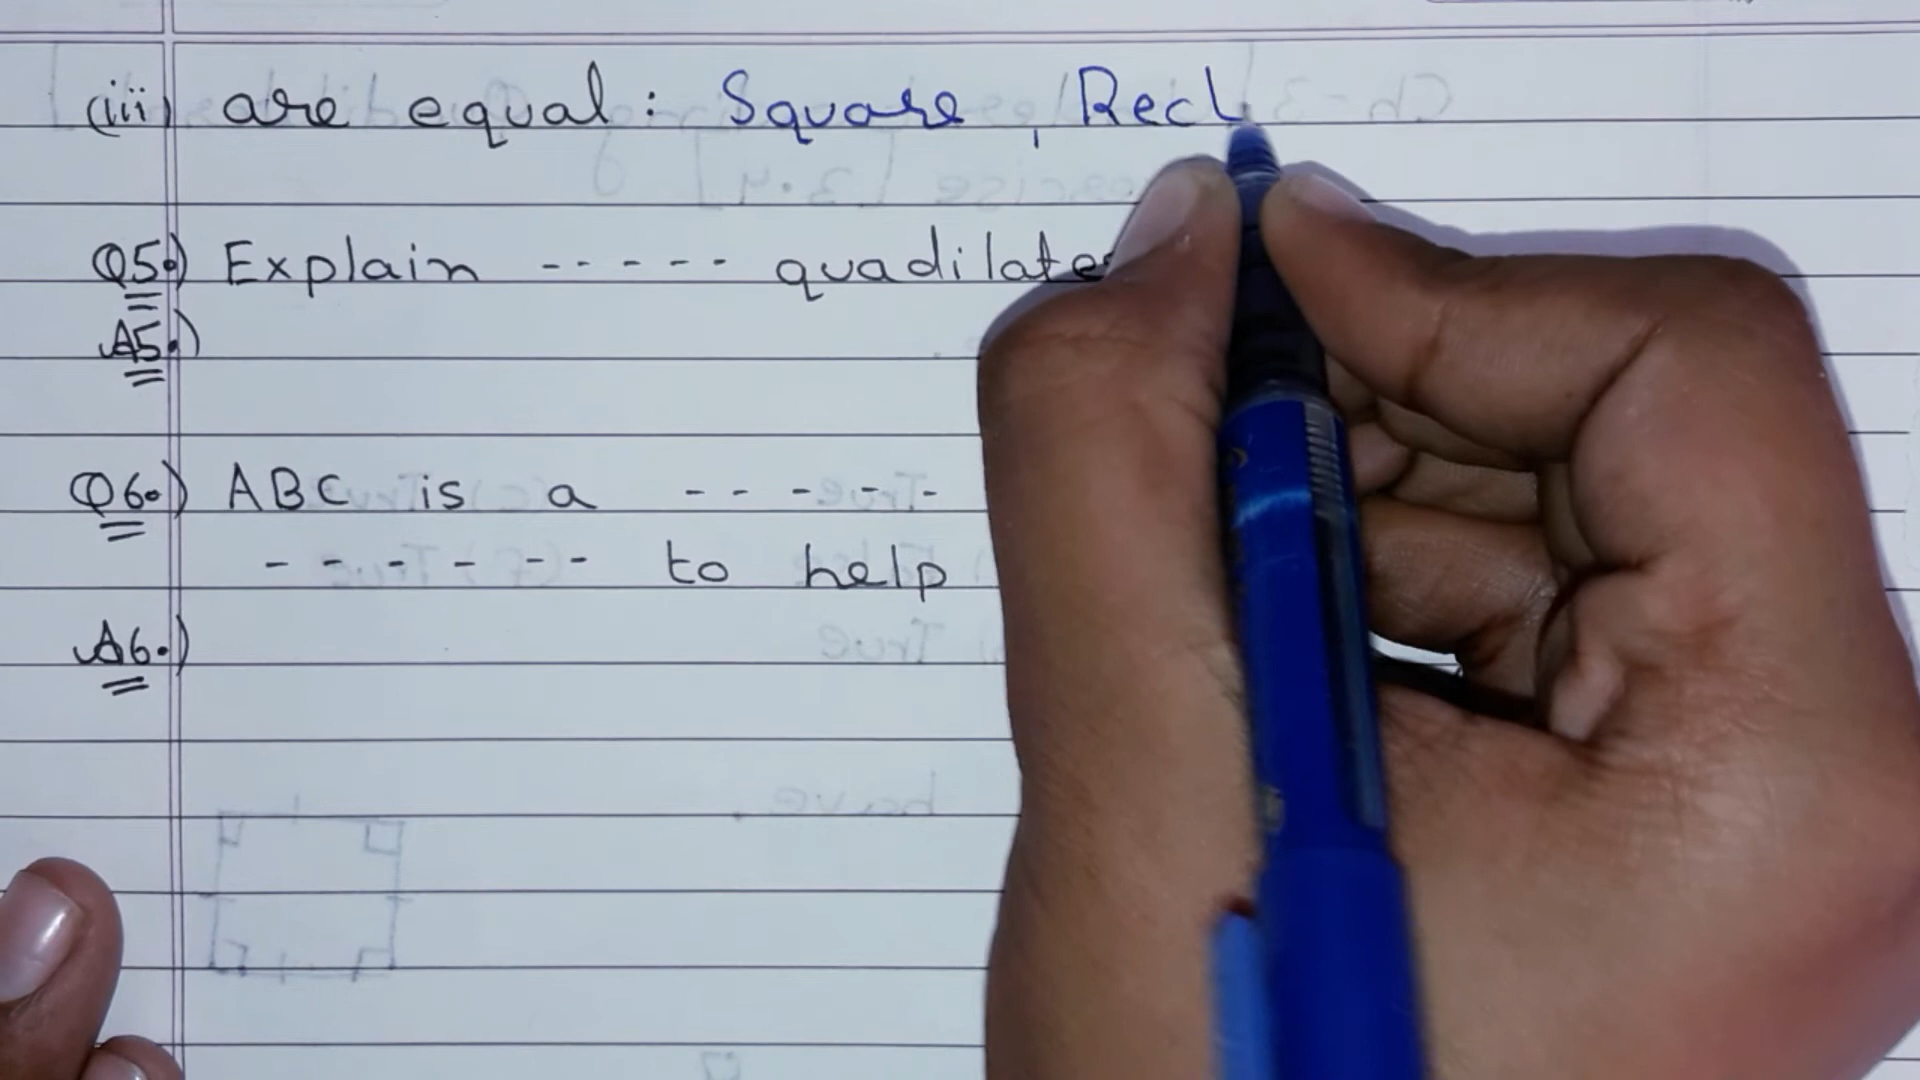 (iii) are equal : Square , Rect
Q5.) Explain ----- quadilate
A5.)
Q6.) ABC is a ------
------ to help
A6.)